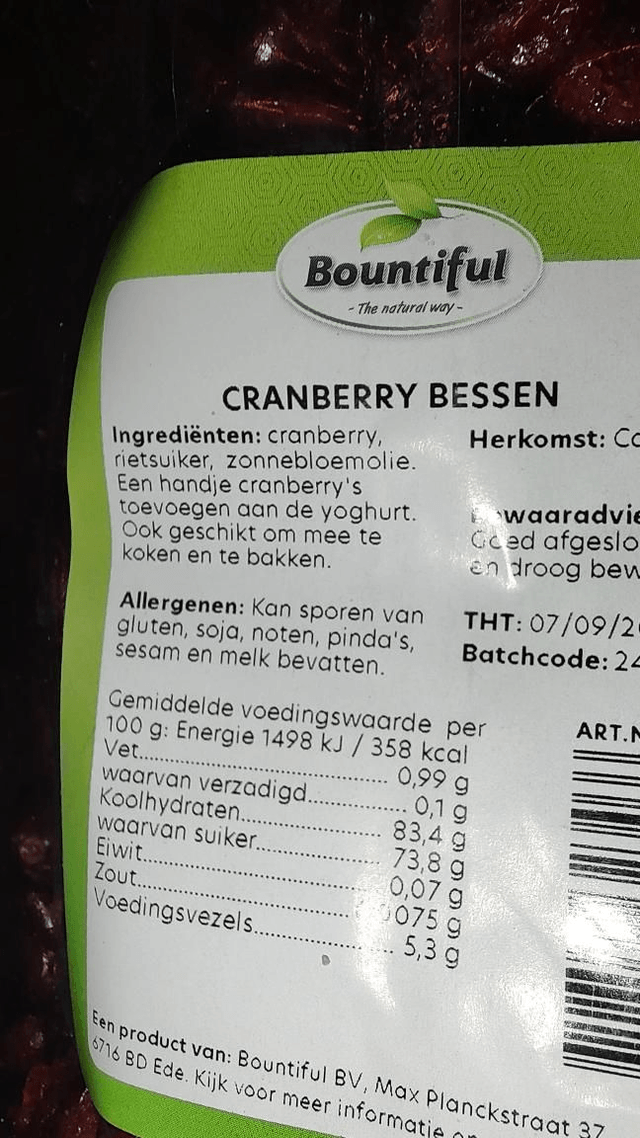 Bountiful
- The natural way -
CRANBERRY BESSEN
Ingrediënten: cranberry,
rietsuiker, zonnebloemolie.
Een handje cranberry's
toevoegen aan de yoghurt.
Ook geschikt om mee te
koken en te bakken.
Allergenen: Kan sporen van
gluten, soja, noten, pinda's,
sesam en melk bevatten.
Herkomst:
Goed
en droog
THT: 07/09/
Batchcode: 24
ART.
Gemiddelde voedingswaarde per
100 g: Energie 1498 kJ / 358 kcal
Vet.................... 0,99 g
waarvan verzadigd.......... 0,1 g
Koolhydraten............... 83,4 g
waarvan suiker............. 73,8 g
Eiwit.................... 0,07 g
Zout.................... 075 g
Voedingsvezels............... 5,3 g
Een product van: Bountiful BV, Max Planckstraat 37
6716 BD Ede. Kijk voor meer informatie